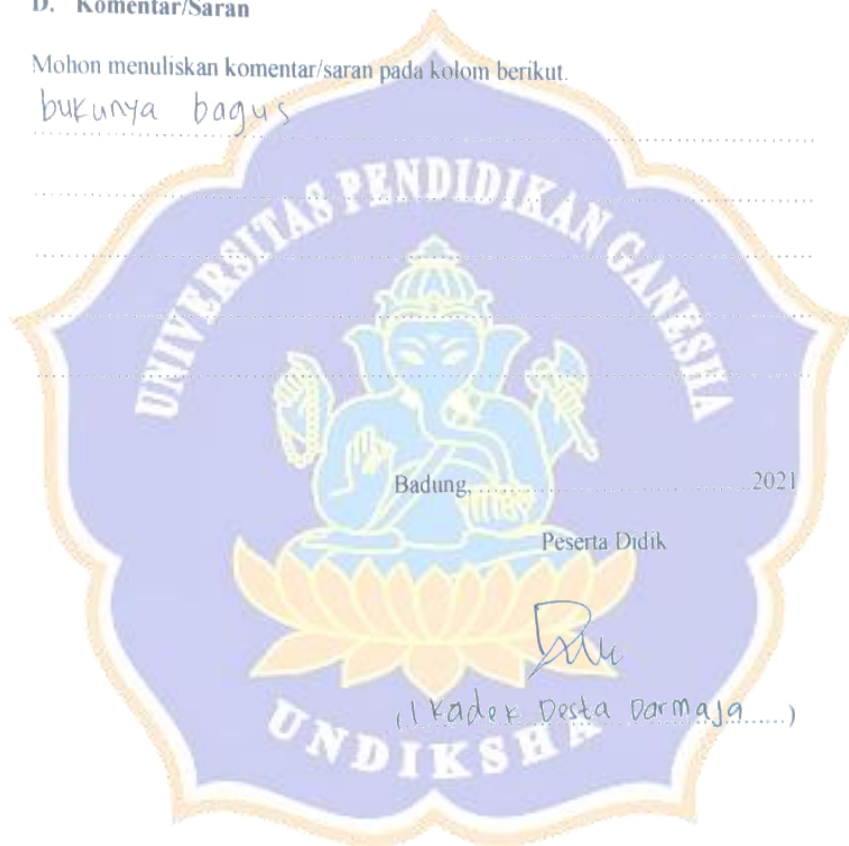 D. Komentar/Saran
Mohon menuliskan komentar/saran pada kolom berikut.
bukunya bagus
UNIVERSITAS PENDIDIKAN GANESHA
Badung, ..............................2021
Peserta Didik
(I Kadek Desta Darmaja......)
UNDIKSHA